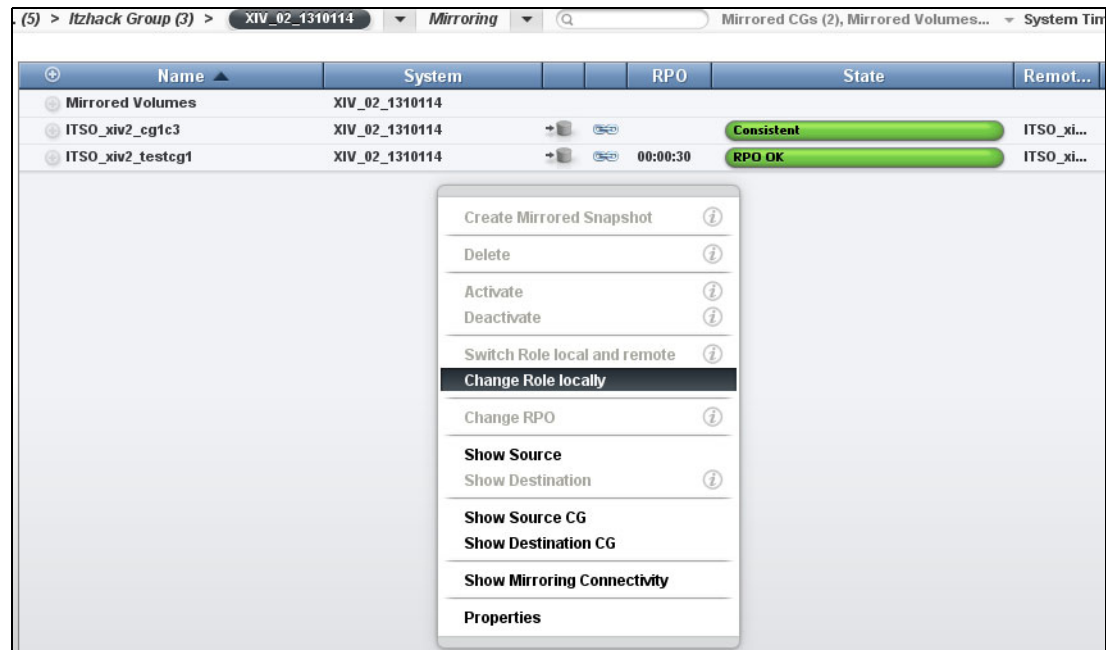 . (5) > Itzhack Group (3) > XIV_02_1310114 Mirroring Mirrored CGs (2), Mirrored Volumes... System Tim
Name System RPO State Remot...
Mirrored Volumes XIV_02_1310114
ITSO_xiv2_cg1c3 XIV_02_1310114 Consistent ITSO_xi...
ITSO_xiv2_testcg1 XIV_02_1310114 00:00:30 RPO OK ITSO_xi...
Create Mirrored Snapshot
Delete
Activate
Deactivate
Switch Role local and remote
Change Role locally
Change RPO
Show Source
Show Destination
Show Source CG
Show Destination CG
Show Mirroring Connectivity
Properties